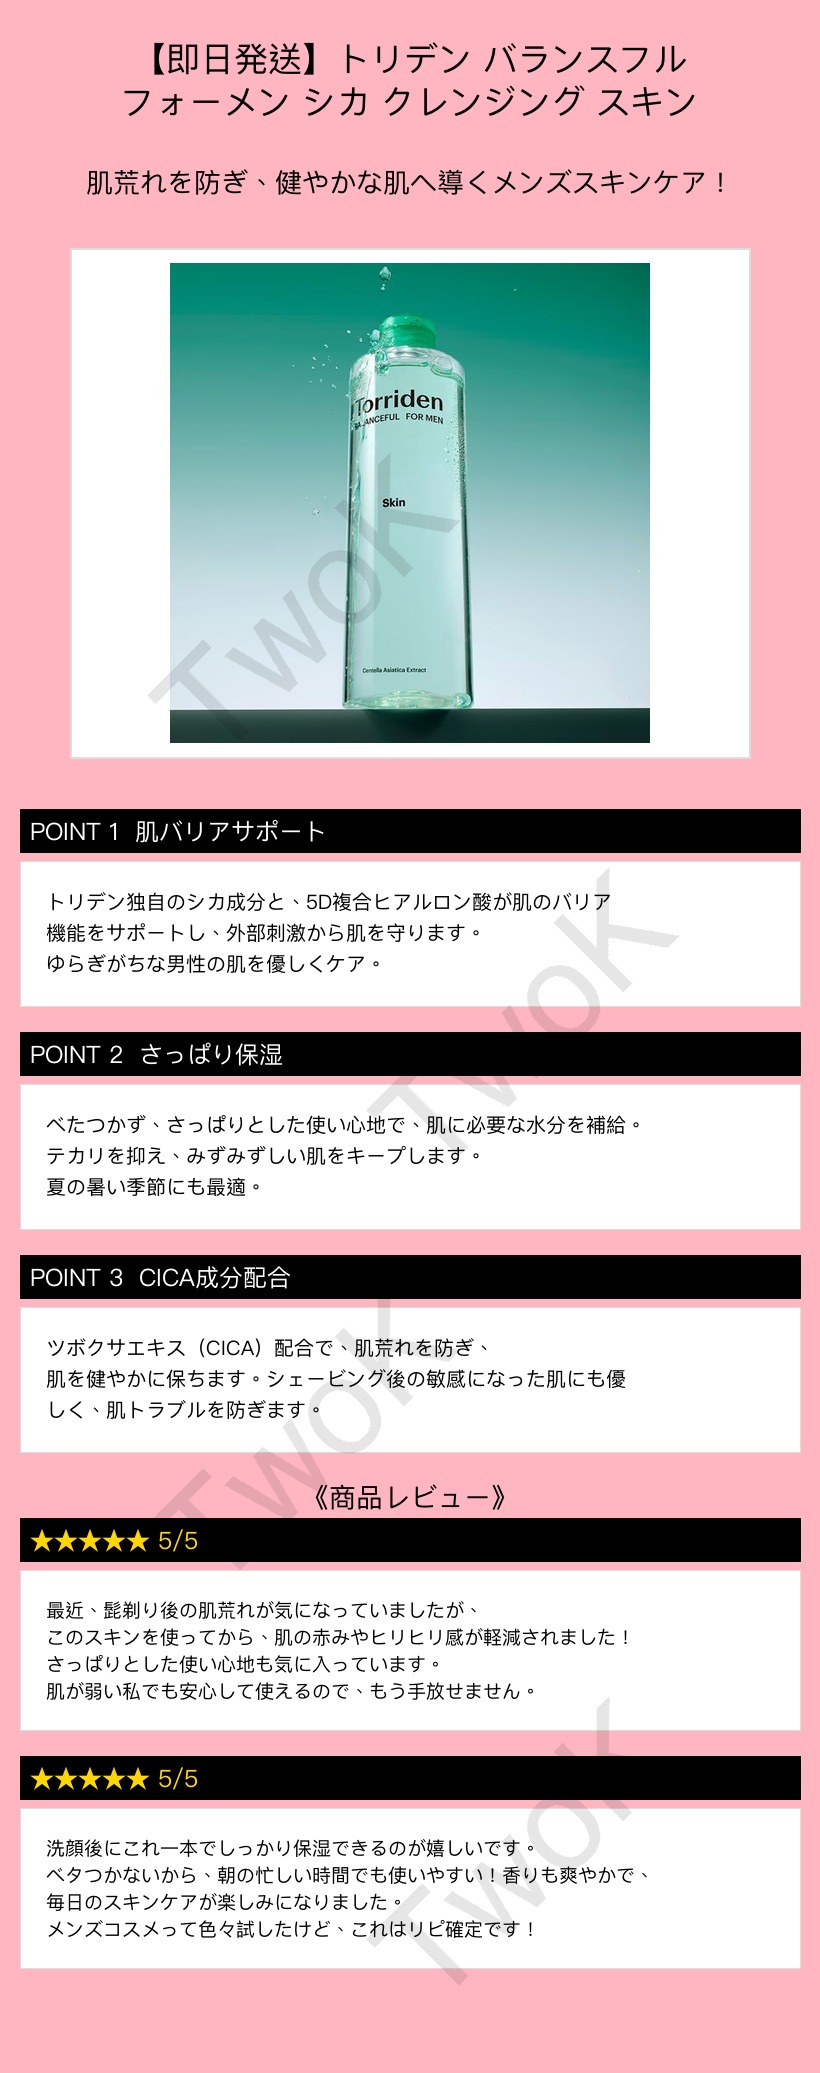 【即日発送】トリデン バランスフル
フォーメン シカ クレンジング スキン
肌荒れを防ぎ、健やかな肌へ導くメンズスキンケア！
Torriden
BALANCEFUL FOR MEN
Skin
Centella Asiatica Extract
TwoK
POINT 1 肌バリアサポート
トリデン独自のシカ成分と、5D複合ヒアルロン酸が肌のバリア
機能をサポートし、外部刺激から肌を守ります。
ゆらぎがちな男性の肌を優しくケア。
TwoK
POINT 2 さっぱり保湿
べたつかず、さっぱりとした使い心地で、肌に必要な水分を補給。
テカリを抑え、みずみずしい肌をキープします。
夏の暑い季節にも最適。
POINT 3 CICA成分配合
ツボクサエキス（CICA）配合で、肌荒れを防ぎ、
肌を健やかに保ちます。シェービング後の敏感になった肌にも優
しく、肌トラブルを防ぎます。
TwoK
《商品レビュー》
★★★★★ 5/5
最近、髭剃り後の肌荒れが気になっていましたが、
このスキンを使ってから、肌の赤みやヒリヒリ感が軽減されました！
さっぱりとした使い心地も気に入っています。
肌が弱い私でも安心して使えるので、もう手放せません。
★★★★★ 5/5
洗顔後にこれ一本でしっかり保湿できるのが嬉しいです。
ベタつかないから、朝の忙しい時間でも使いやすい！香りも爽やかで、
毎日のスキンケアが楽しみになりました。
メンズコスメって色々試したけど、これはリピ確定です！
TwoK